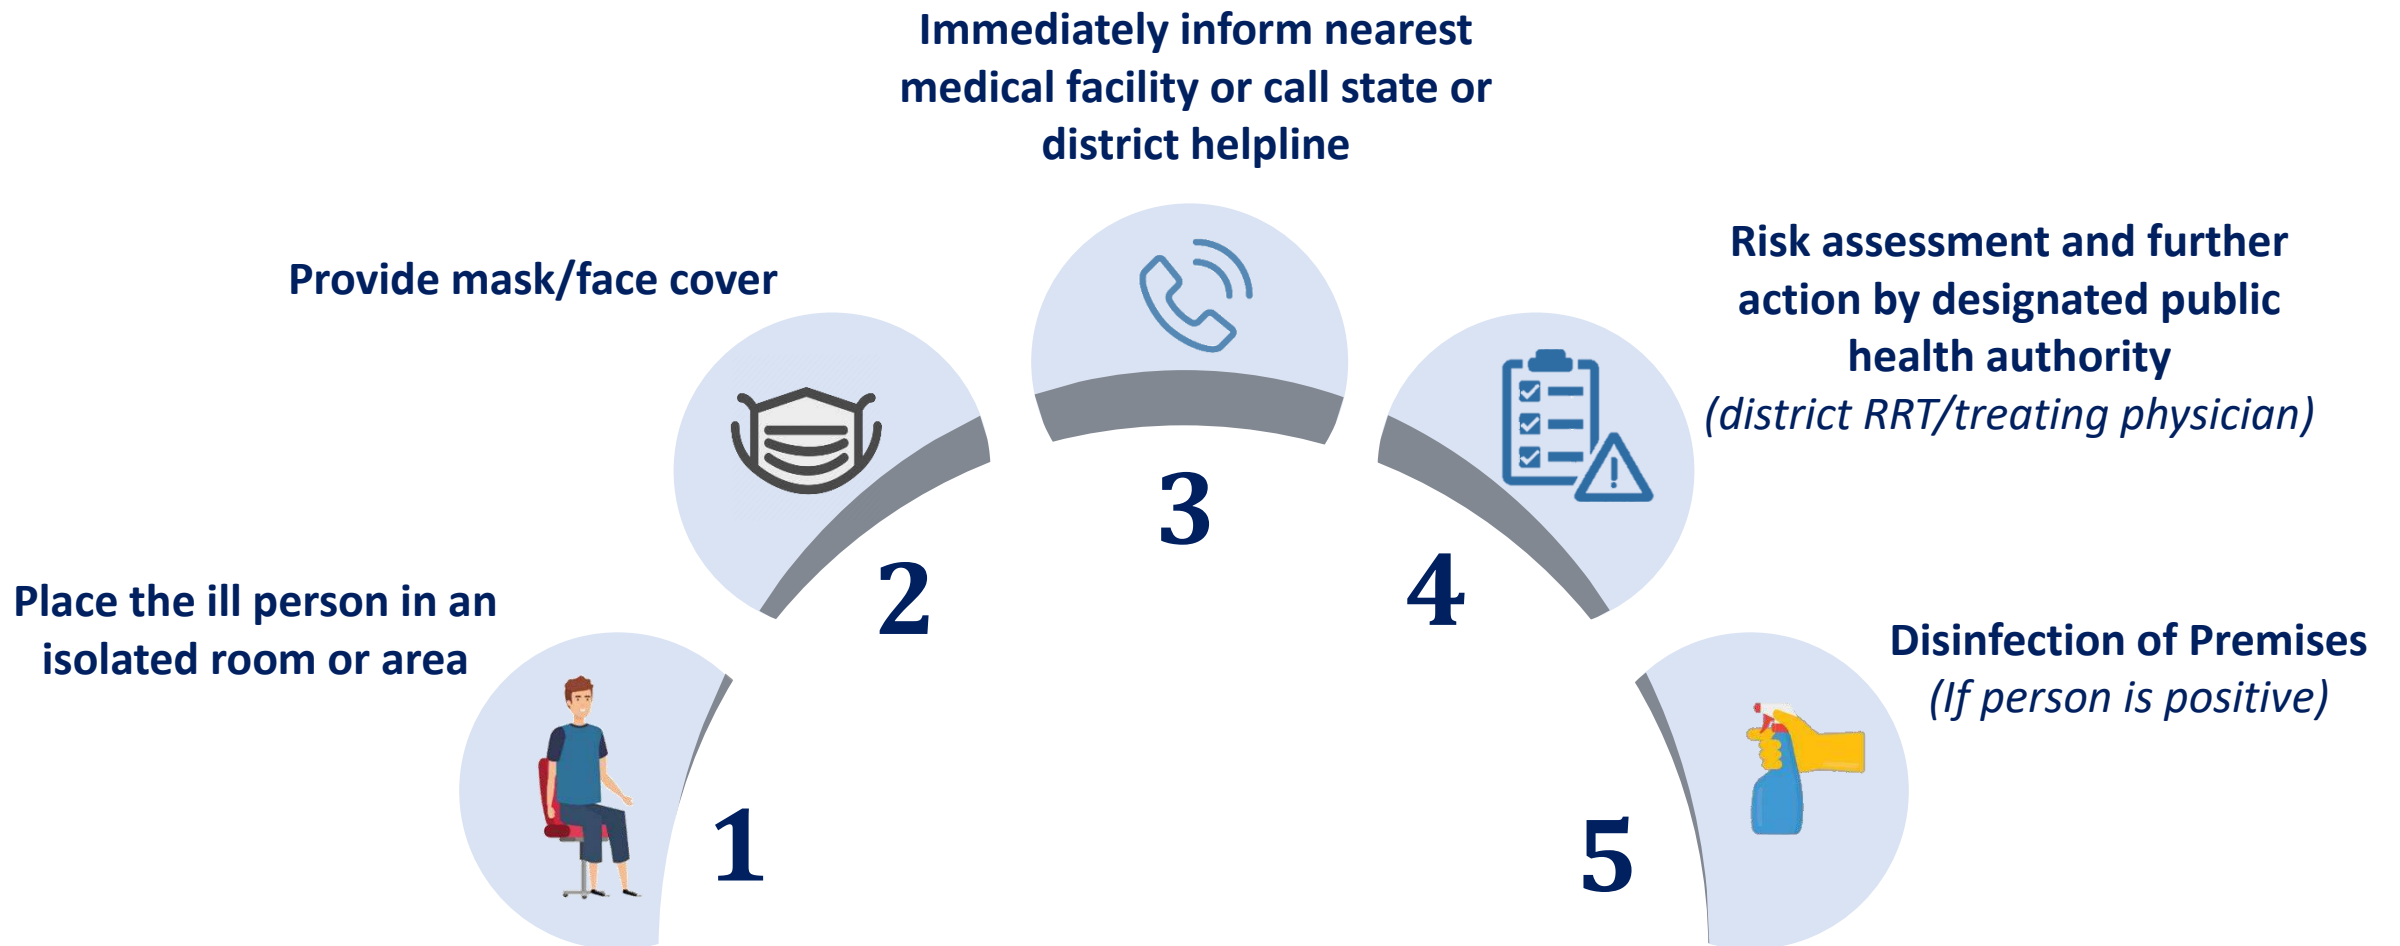 Place the ill person in an
isolated room or area
1
Provide mask/face cover
2
Immediately inform nearest
medical facility or call state or
district helpline
3
Risk assessment and further
action by designated public
health authority
(district RRT/treating physician)
4
Disinfection of Premises
(If person is positive)
5